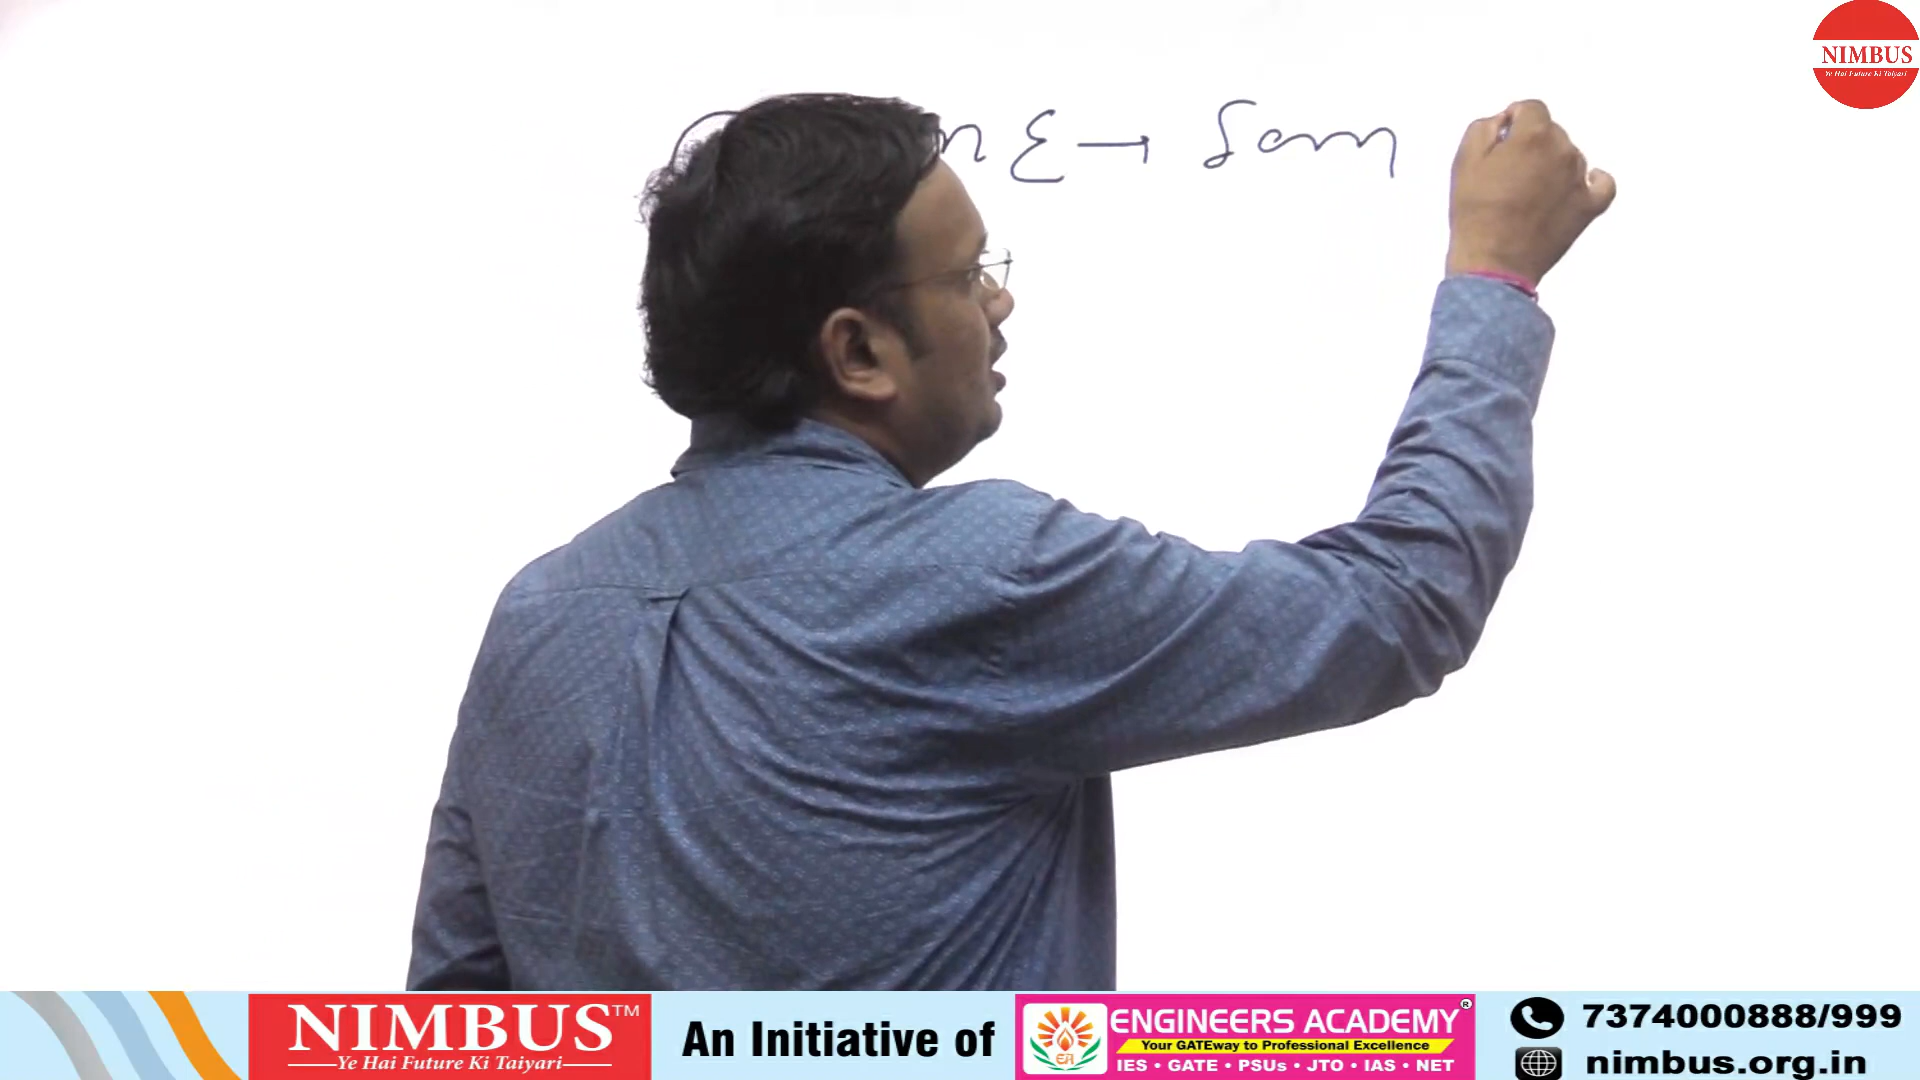 NIMBUS
Ye Hai Future Ki Taiyari
NIMBUS™
Ye Hai Future Ki Taiyari
An Initiative of
ENGINEERS ACADEMY®
Your GATEway to Professional Excellence
IES • GATE • PSUs • JTO • IAS • NET
7374000888/999
nimbus.org.in